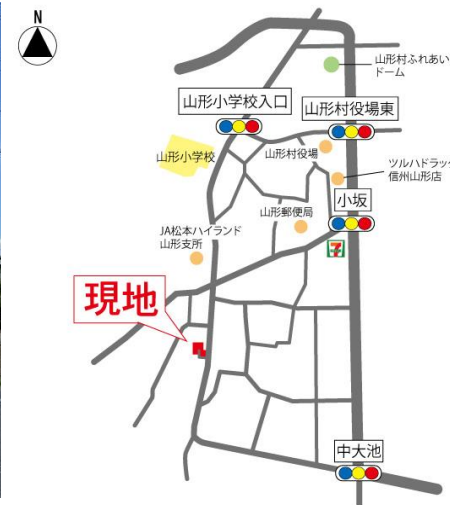 N
山形村ふれあい
ドーム
山形小学校入口
山形村役場東
山形小学校
山形村役場
ツルハドラッグ
信州山形店
小坂
山形郵便局
JA松本ハイランド
山形支所
7
現地
中大池